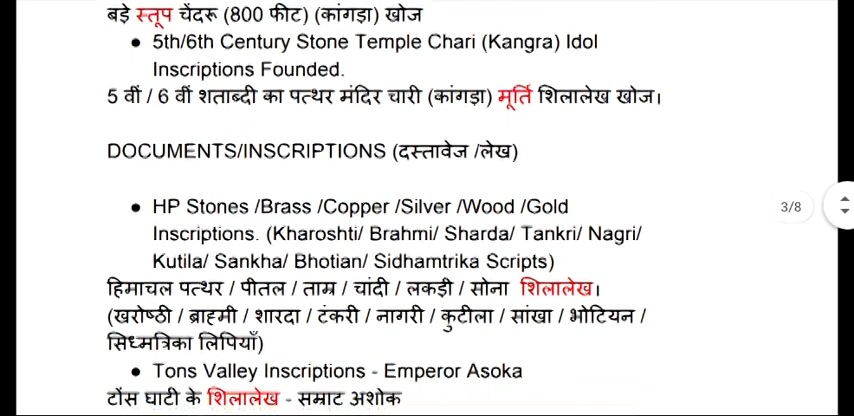 बड़े स्तूप चेंदरू (800 फीट) (कांगड़ा) खोज
• 5th/6th Century Stone Temple Chari (Kangra) Idol
Inscriptions Founded.
5 वीं / 6 वीं शताब्दी का पत्थर मंदिर चारी (कांगड़ा) मूर्ति शिलालेख खोज।
DOCUMENTS/INSCRIPTIONS (दस्तावेज /लेख)
• HP Stones /Brass /Copper /Silver /Wood /Gold
3/8
Inscriptions. (Kharoshti/ Brahmi/ Sharda/ Tankri/ Nagri/
Kutila/ Sankha/ Bhotian/ Sidhamtrika Scripts)
हिमाचल पत्थर / पीतल / ताम्र / चांदी / लकड़ी / सोना शिलालेख।
(खरोष्ठी / ब्राह्मी / शारदा / टंकरी / नागरी / कुटीला / सांखा / भोटियन /
सिध्मत्रिका लिपियाँ)
• Tons Valley Inscriptions - Emperor Asoka
टोंस घाटी के शिलालेख - सम्राट अशोक